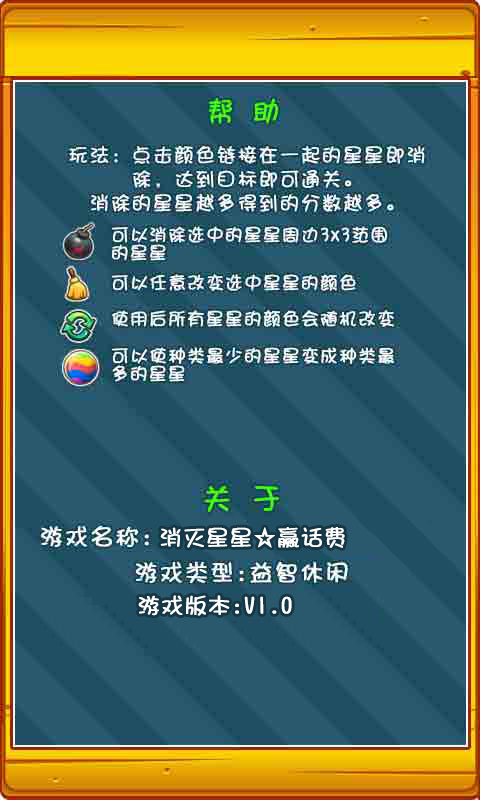 帮 助
玩法：点击颜色链接在一起的星星即消
除，达到目标即可通关。
消除的星星越多得到的分数越多。
可以消除选中的星星周边3x3范围
的星星
可以任意改变选中星星的颜色
使用后所有星星的颜色会随机改变
可以使种类最少的星星变成种类最
多的星星
关 于
游戏名称：消灭星星☆赢话费
游戏类型:益智休闲
游戏版本:V1.0